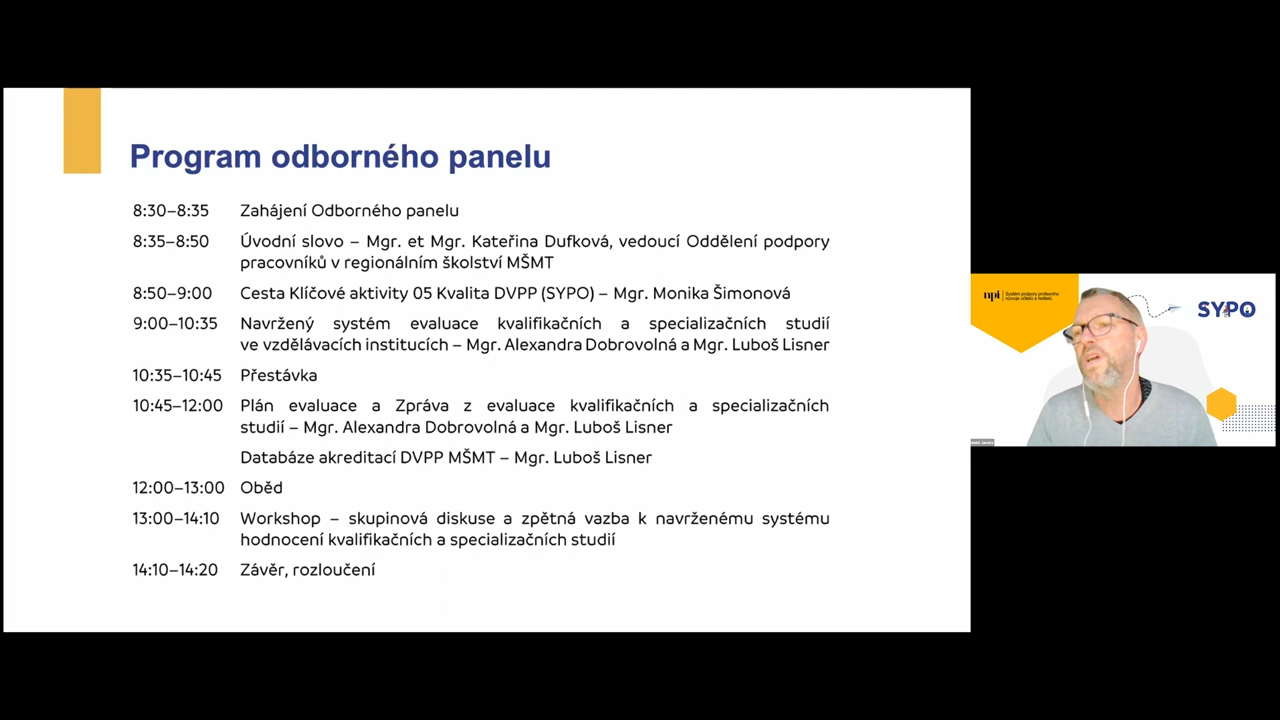 Program odborného panelu
8:30–8:35 Zahájení Odborného panelu
8:35–8:50 Úvodní slovo – Mgr. et Mgr. Kateřina Dufková, vedoucí Oddělení podpory
pracovníků v regionálním školství MŠMT
8:50–9:00 Cesta Klíčové aktivity 05 Kvalita DVPP (SYPO) – Mgr. Monika Šimonová
9:00–10:35 Navržený systém evaluace kvalifikačních a specializačních studií
ve vzdělávacích institucích – Mgr. Alexandra Dobrovolná a Mgr. Luboš Lisner
10:35–10:45 Přestávka
10:45–12:00 Plán evaluace a Zpráva z evaluace kvalifikačních a specializačních
studií – Mgr. Alexandra Dobrovolná a Mgr. Luboš Lisner
Databáze akreditací DVPP MŠMT – Mgr. Luboš Lisner
12:00–13:00 Oběd
13:00–14:10 Workshop – skupinová diskuse a zpětná vazba k navrženému systému
hodnocení kvalifikačních a specializačních studií
14:10–14:20 Závěr, rozloučení
npi
Systém podpory profesního
rozvoje učitelů a ředitelů
SYPO